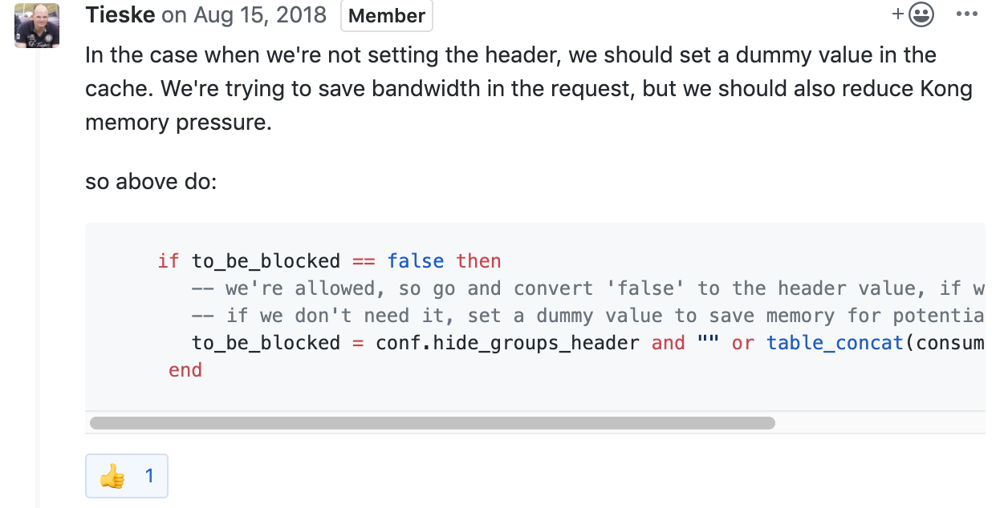 Tieske on Aug 15, 2018 Member
In the case when we're not setting the header, we should set a dummy value in the
cache. We're trying to save bandwidth in the request, but we should also reduce Kong
memory pressure.
so above do:
if to_be_blocked == false then
-- we're allowed, so go and convert 'false' to the header value, if w
-- if we don't need it, set a dummy value to save memory for potentia
to_be_blocked = conf.hide_groups_header and "" or table_concat(consum
end
👍 1